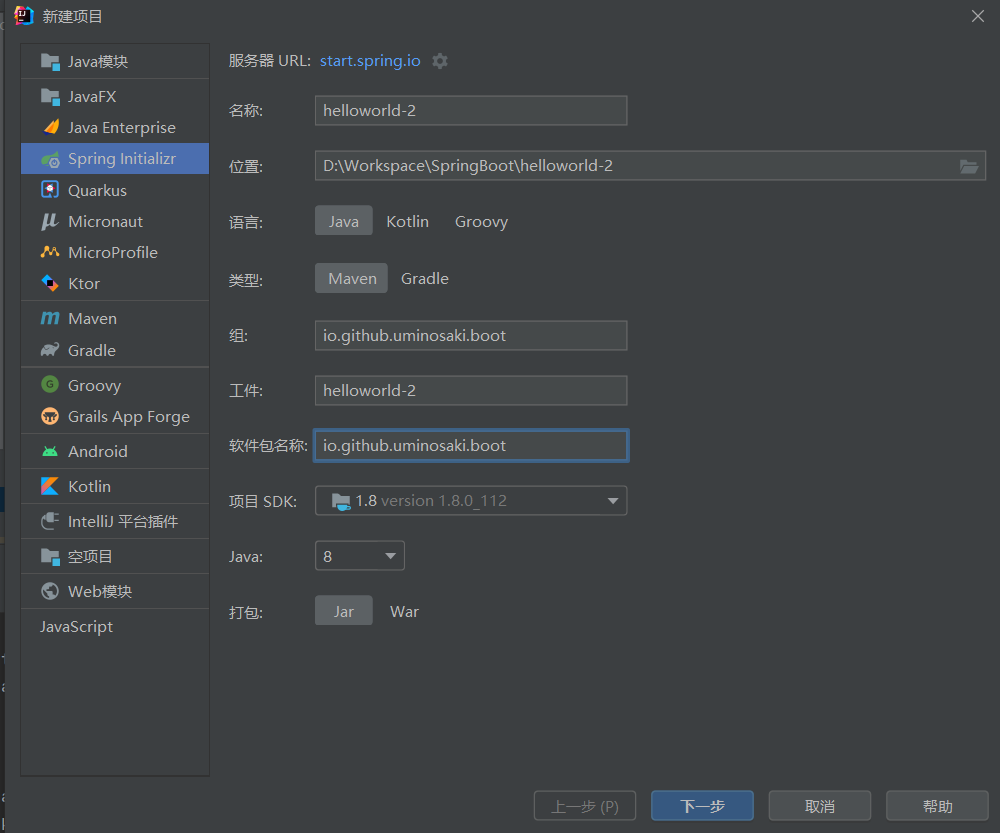 新建项目
Java模块
JavaFX
Java Enterprise
Spring Initializr
Quarkus
Micronaut
MicroProfile
Ktor
Maven
Gradle
Groovy
Grails App Forge
Android
Kotlin
IntelliJ 平台插件
空项目
Web模块
JavaScript
服务器 URL: start.spring.io
名称: helloworld-2
位置: D:\Workspace\SpringBoot\helloworld-2
语言: Java Kotlin Groovy
类型: Maven Gradle
组: io.github.uminosaki.boot
工件: helloworld-2
软件包名称: io.github.uminosaki.boot
项目 SDK: 1.8 version 1.8.0_112
Java: 8
打包: Jar War
上一步 (P) 下一步 取消 帮助